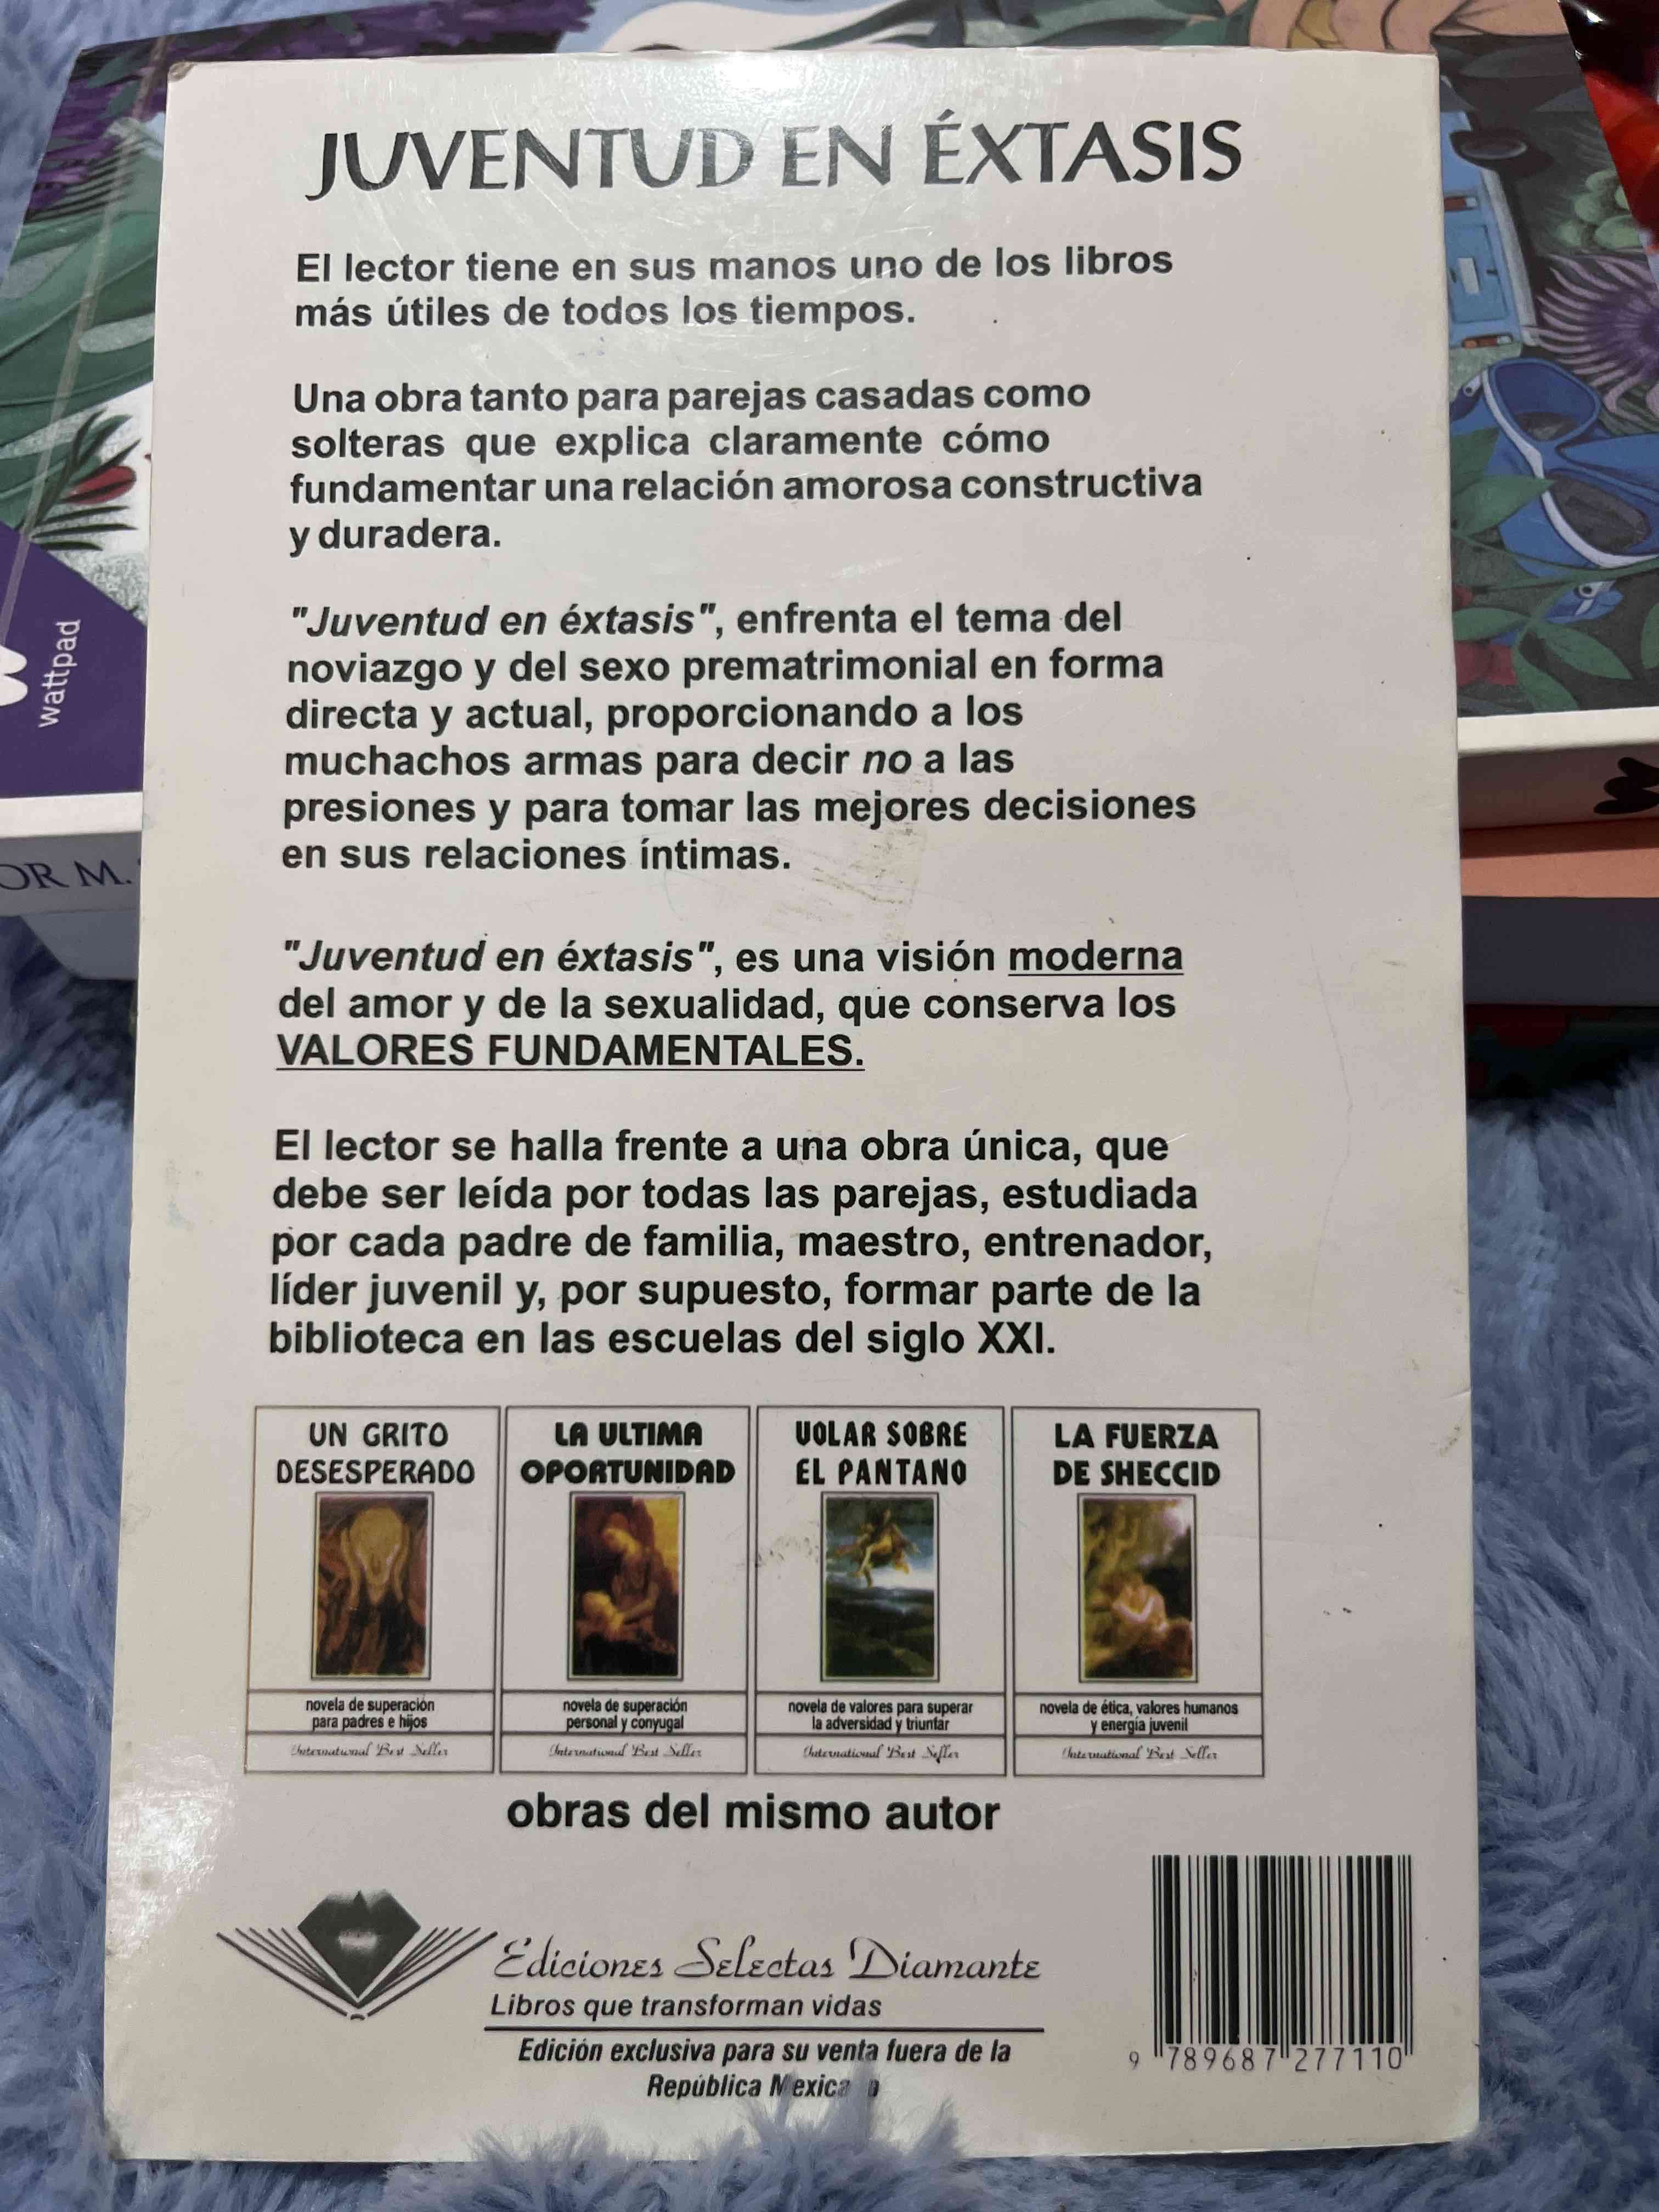 JUVENTUD EN ÉXTASIS
El lector tiene en sus manos uno de los libros
más útiles de todos los tiempos.
Una obra tanto para parejas casadas como
solteras que explica claramente cómo
fundamentar una relación amorosa constructiva
y duradera.
"Juventud en éxtasis", enfrenta el tema del
noviazgo y del sexo prematrimonial en forma
directa y actual, proporcionando a los
muchachos armas para decir no a las
presiones y para tomar las mejores decisiones
en sus relaciones íntimas.
"Juventud en éxtasis", es una visión moderna
del amor y de la sexualidad, que conserva los
VALORES FUNDAMENTALES.
El lector se halla frente a una obra única, que
debe ser leída por todas las parejas, estudiada
por cada padre de familia, maestro, entrenador,
líder juvenil y, por supuesto, formar parte de la
biblioteca en las escuelas del siglo XXI.
UN GRITO
DESESPERADO
novela de superación
para padres e hijos
International Best Seller
LA ULTIMA
OPORTUNIDAD
novela de superación
personal y conyugal
International Best Seller
VOLAR SOBRE
EL PANTANO
novela de valores para superar
la adversidad y triunfar
International Best Seller
LA FUERZA
DE SHECCID
novela de ética, valores humanos
y energía juvenil
International Best Seller
obras del mismo autor
Ediciones Selectas Diamante
Libros que transforman vidas
Edición exclusiva para su venta fuera de la
República Mexicana
9 789687 277110
wattpad
OR M.